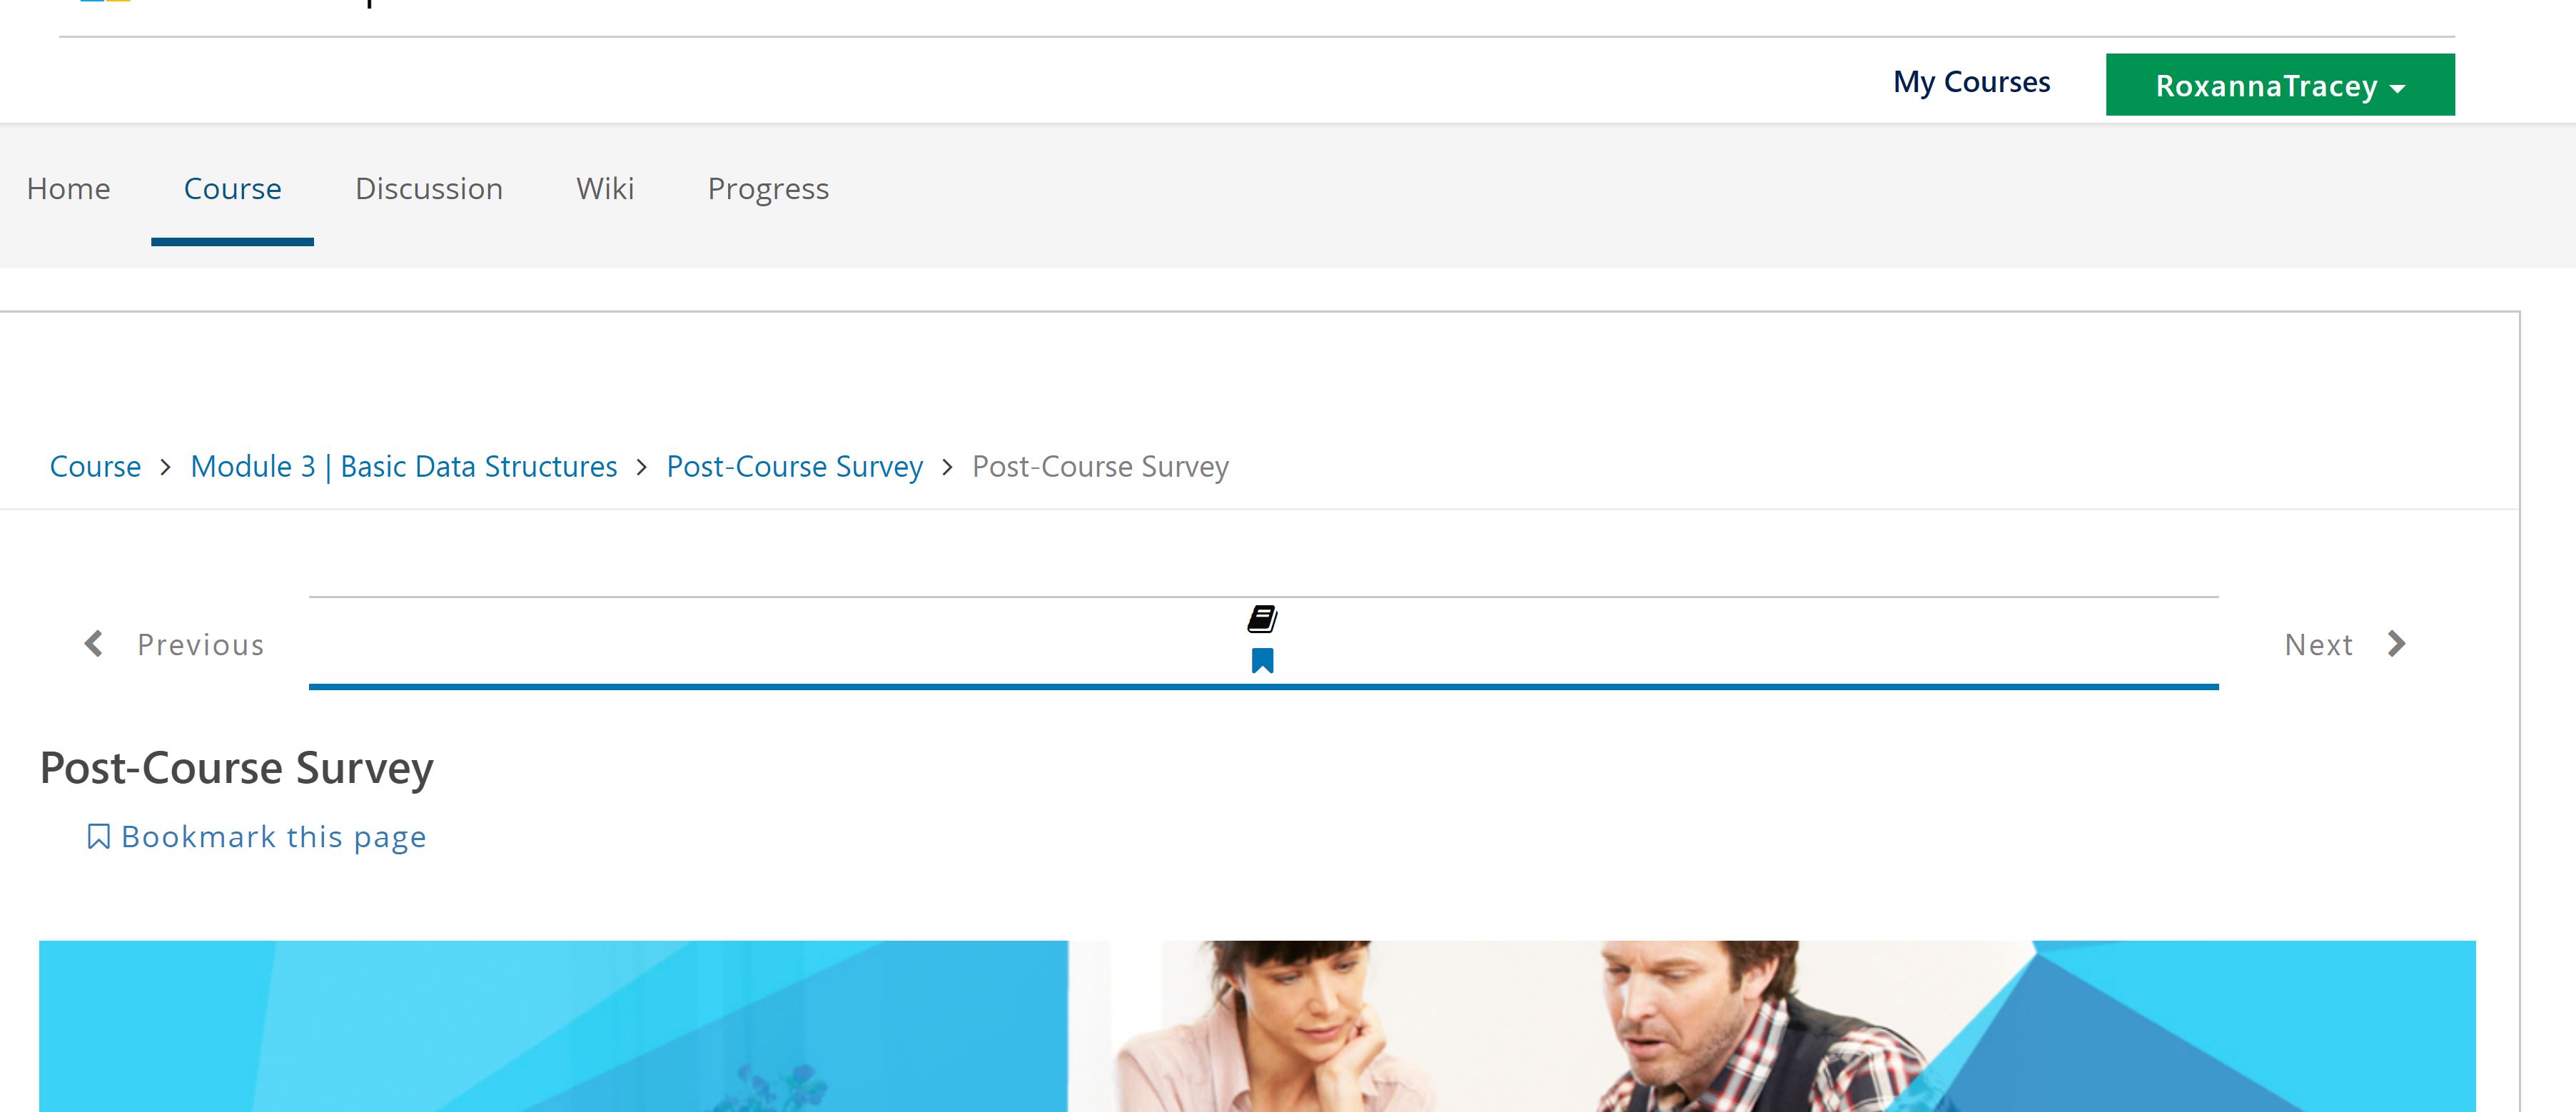 My Courses RoxannaTracey
Home Course Discussion Wiki Progress
Course > Module 3 | Basic Data Structures > Post-Course Survey > Post-Course Survey
Previous Next
Post-Course Survey
Bookmark this page